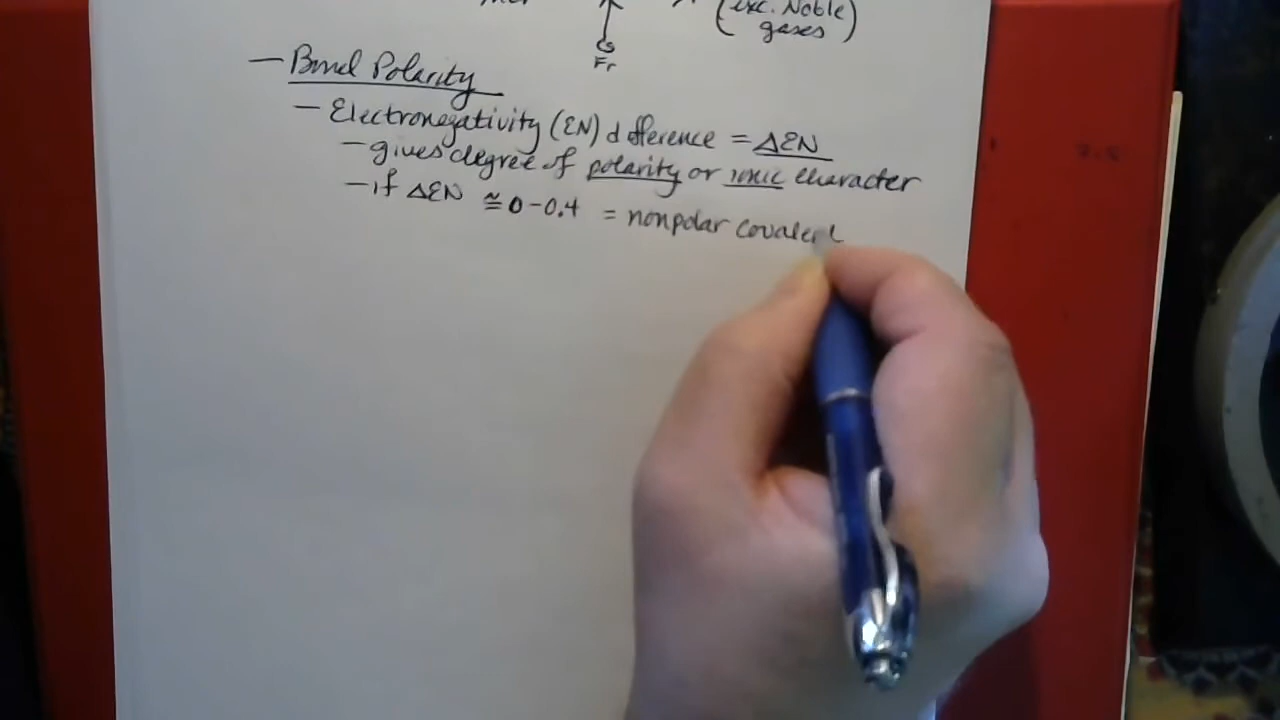 (exc. Noble
gases)
Fr
- Bond Polarity
- Electronegativity (EN) difference = ΔEN
- gives degree of polarity or ionic character
- if ΔEN ≅ 0-0.4 = nonpolar covalent